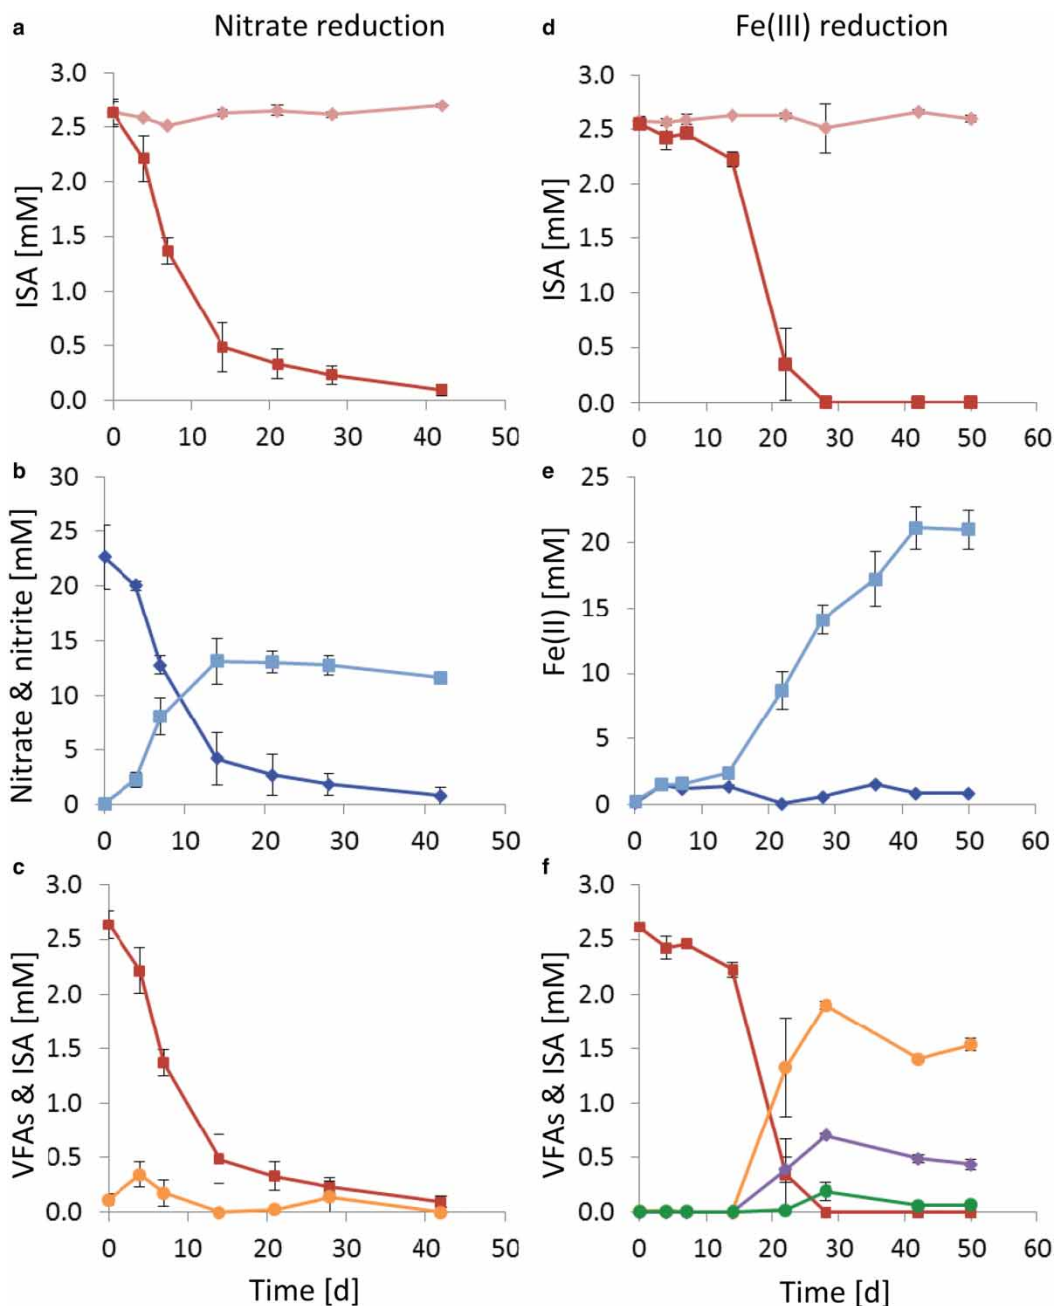 a
Nitrate reduction
3.0
2.5
2.0
1.5
1.0
0.5
0.0
ISA [mM]
0 10 20 30 40 50
d
Fe(III) reduction
3.0
2.5
2.0
1.5
1.0
0.5
0.0
ISA [mM]
0 10 20 30 40 50 60
b
30
25
20
15
10
5
0
Nitrate & nitrite [mM]
0 10 20 30 40 50
e
25
20
15
10
5
0
Fe(II) [mM]
0 10 20 30 40 50 60
c
3.0
2.5
2.0
1.5
1.0
0.5
0.0
VFAs & ISA [mM]
0 10 20 30 40 50
Time [d]
f
3.0
2.5
2.0
1.5
1.0
0.5
0.0
VFAs & ISA [mM]
0 10 20 30 40 50 60
Time [d]